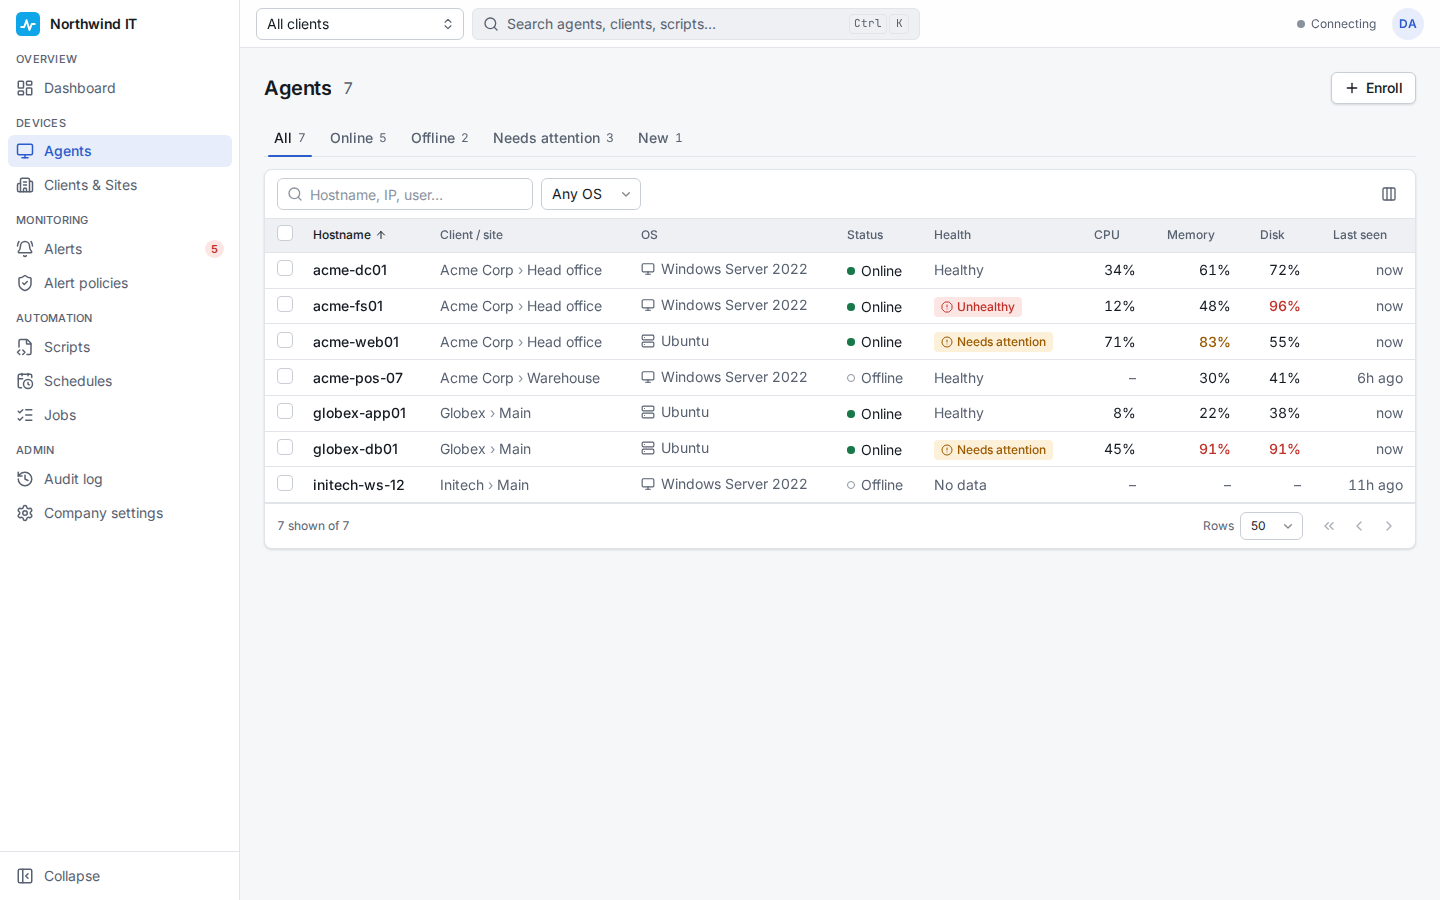 Northwind IT
OVERVIEW
Dashboard
DEVICES
Agents
Clients & Sites
MONITORING
Alerts 5
Alert policies
AUTOMATION
Scripts
Schedules
Jobs
ADMIN
Audit log
Company settings
Collapse
All clients Search agents, clients, scripts... Ctrl K Connecting DA
Agents 7 Enroll
All 7 Online 5 Offline 2 Needs attention 3 New 1
Hostname, IP, user... Any OS
Hostname Client / site OS Status Health CPU Memory Disk Last seen
acme-dc01 Acme Corp › Head office Windows Server 2022 Online Healthy 34% 61% 72% now
acme-fs01 Acme Corp › Head office Windows Server 2022 Online Unhealthy 12% 48% 96% now
acme-web01 Acme Corp › Head office Ubuntu Online Needs attention 71% 83% 55% now
acme-pos-07 Acme Corp › Warehouse Windows Server 2022 Offline Healthy – 30% 41% 6h ago
globex-app01 Globex › Main Ubuntu Online Healthy 8% 22% 38% now
globex-db01 Globex › Main Ubuntu Online Needs attention 45% 91% 91% now
initech-ws-12 Initech › Main Windows Server 2022 Offline No data – – – 11h ago
7 shown of 7 Rows 50